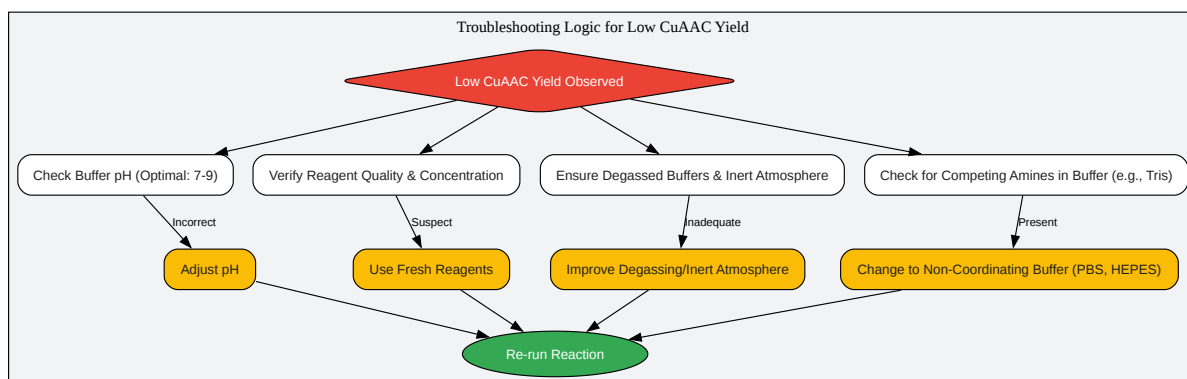 Troubleshooting Logic for Low CuAAC Yield
Low CuAAC Yield Observed
Check Buffer pH (Optimal: 7-9)
Verify Reagent Quality & Concentration
Ensure Degassed Buffers & Inert Atmosphere
Check for Competing Amines in Buffer (e.g., Tris)
Incorrect
Suspect
Inadequate
Present
Adjust pH
Use Fresh Reagents
Improve Degassing/Inert Atmosphere
Change to Non-Coordinating Buffer (PBS, HEPES)
Re-run Reaction